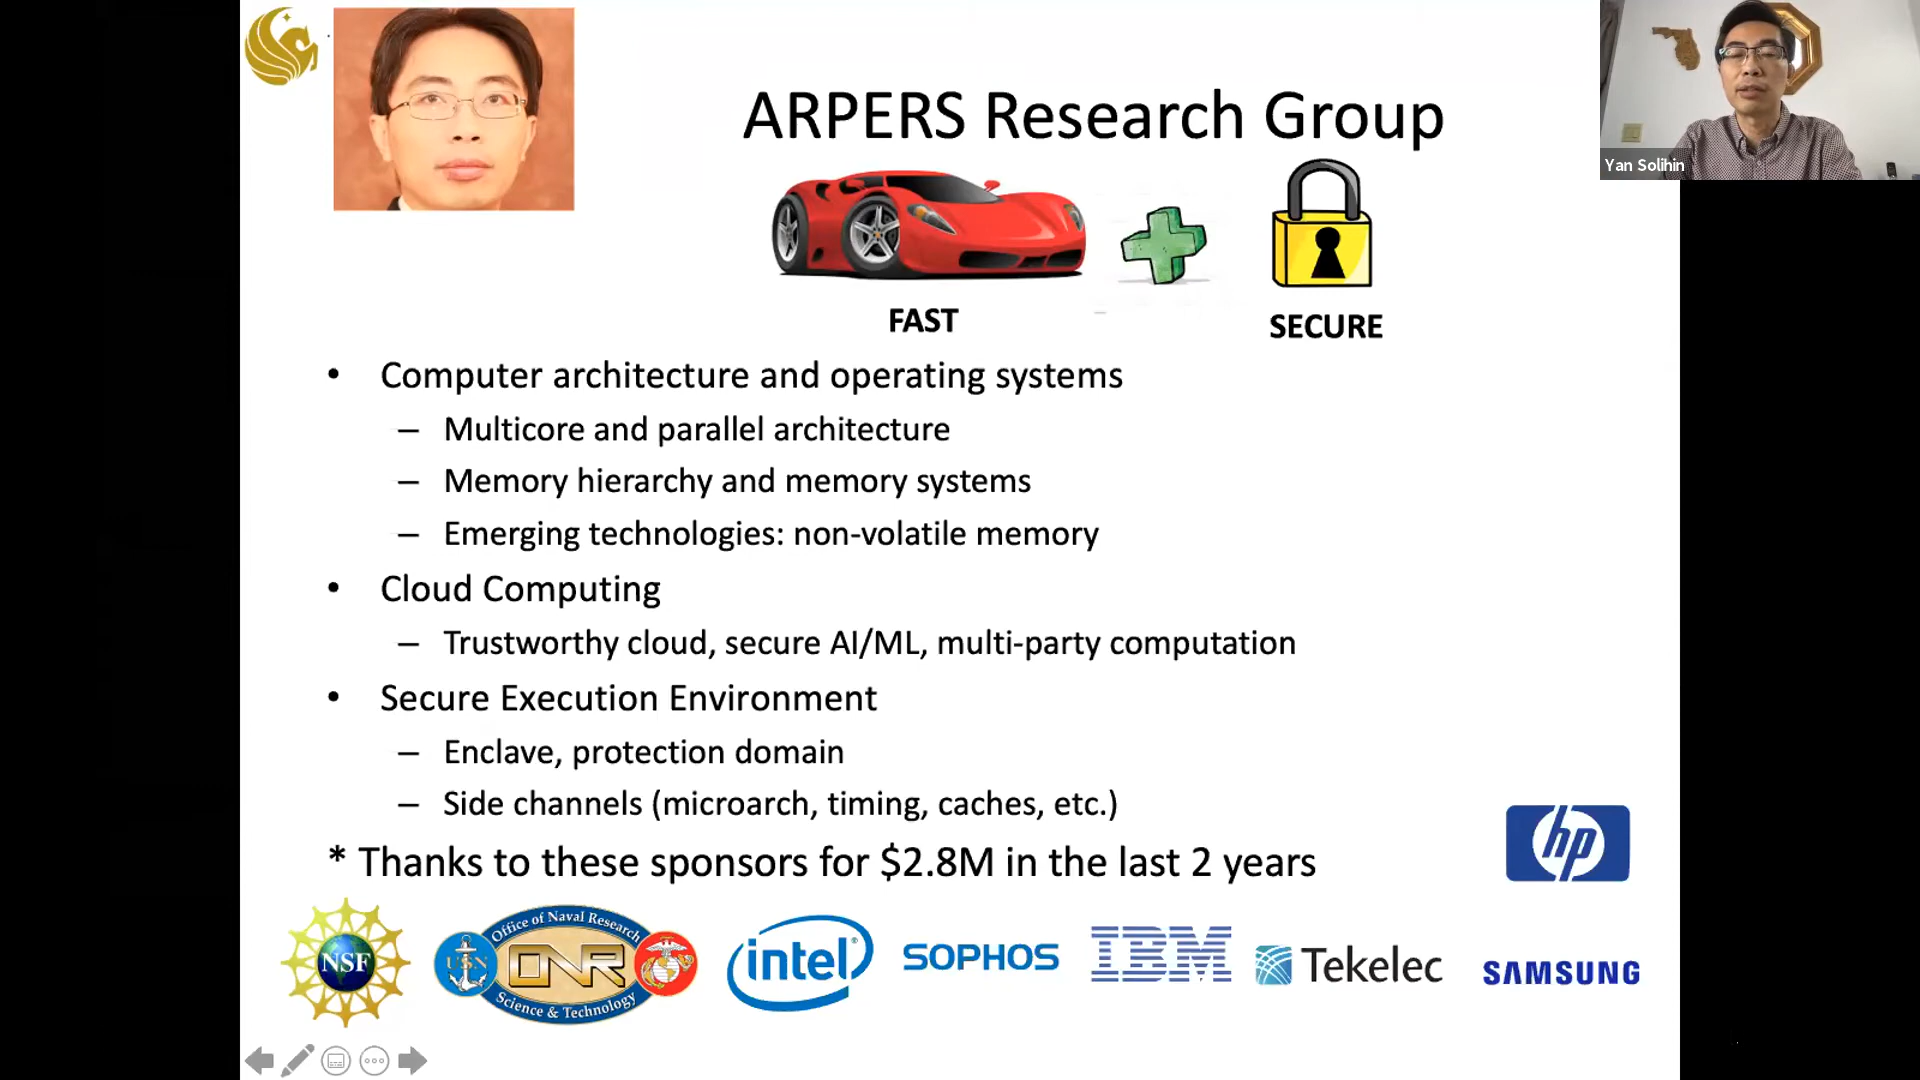 ARPERS Research Group
Yan Solihin
FAST
SECURE
• Computer architecture and operating systems
– Multicore and parallel architecture
– Memory hierarchy and memory systems
– Emerging technologies: non-volatile memory
• Cloud Computing
– Trustworthy cloud, secure AI/ML, multi-party computation
• Secure Execution Environment
– Enclave, protection domain
– Side channels (microarch, timing, caches, etc.)
* Thanks to these sponsors for $2.8M in the last 2 years
hp
NSF
Office of Naval Research
USN
ONR
Science & Technology
intel®
SOPHOS
IBM
Tekelec
SAMSUNG